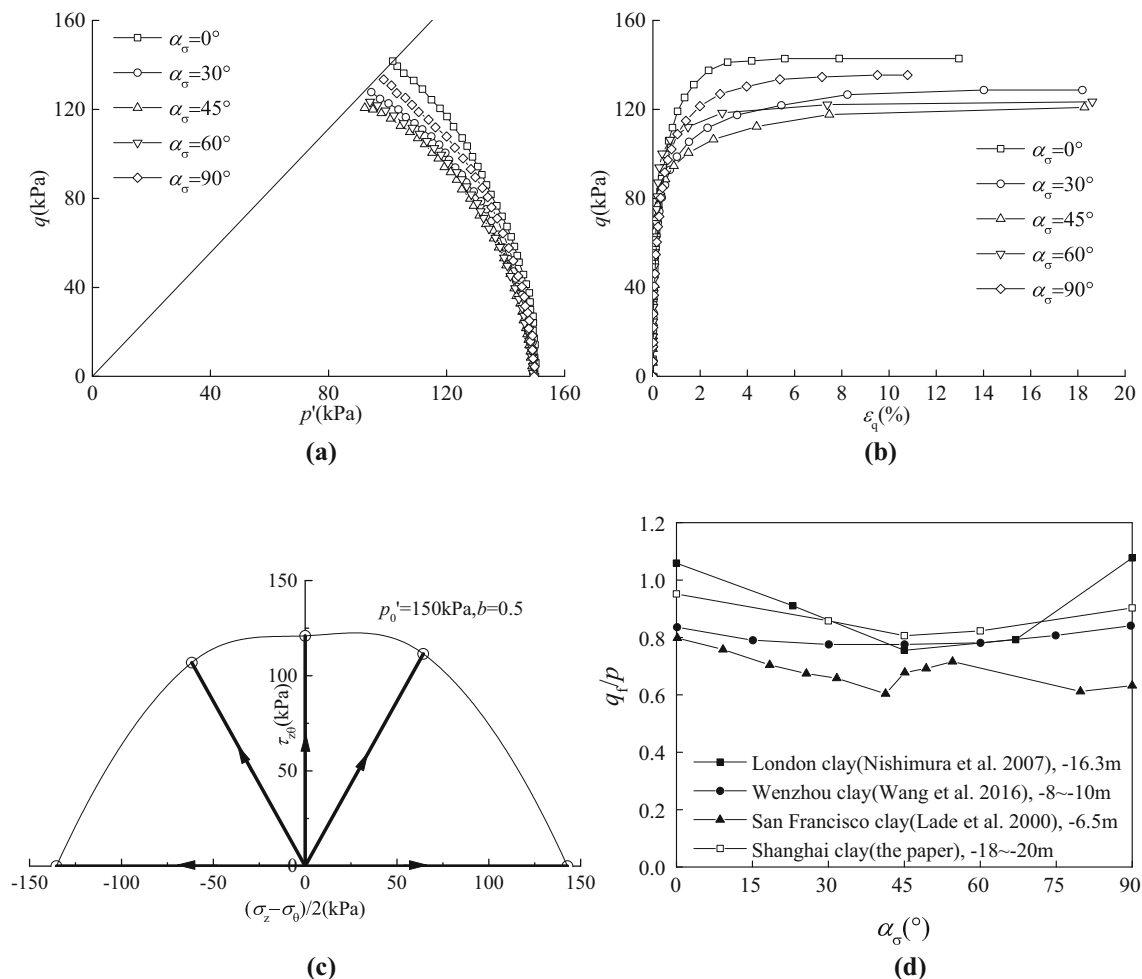 160
120
80
40
0
q(kPa)
α_σ=0°
α_σ=30°
α_σ=45°
α_σ=60°
α_σ=90°
0 40 80 120 160
p'(kPa)
(a)
160
120
80
40
0
q(kPa)
α_σ=0°
α_σ=30°
α_σ=45°
α_σ=60°
α_σ=90°
0 2 4 6 8 10 12 14 16 18 20
ε_q(%)
(b)
150
p_0'=150kPa,b=0.5
100
50
0
τ_zθ(kPa)
-150 -100 -50 0 50 100 150
(σ_z-σ_θ)/2(kPa)
(c)
1.2
1.0
0.8
0.6
0.4
0.2
0.0
q_f/p
London clay(Nishimura et al. 2007), -16.3m
Wenzhou clay(Wang et al. 2016), -8~-10m
San Francisco clay(Lade et al. 2000), -6.5m
Shanghai clay(the paper), -18~-20m
0 15 30 45 60 75 90
α_σ(°)
(d)